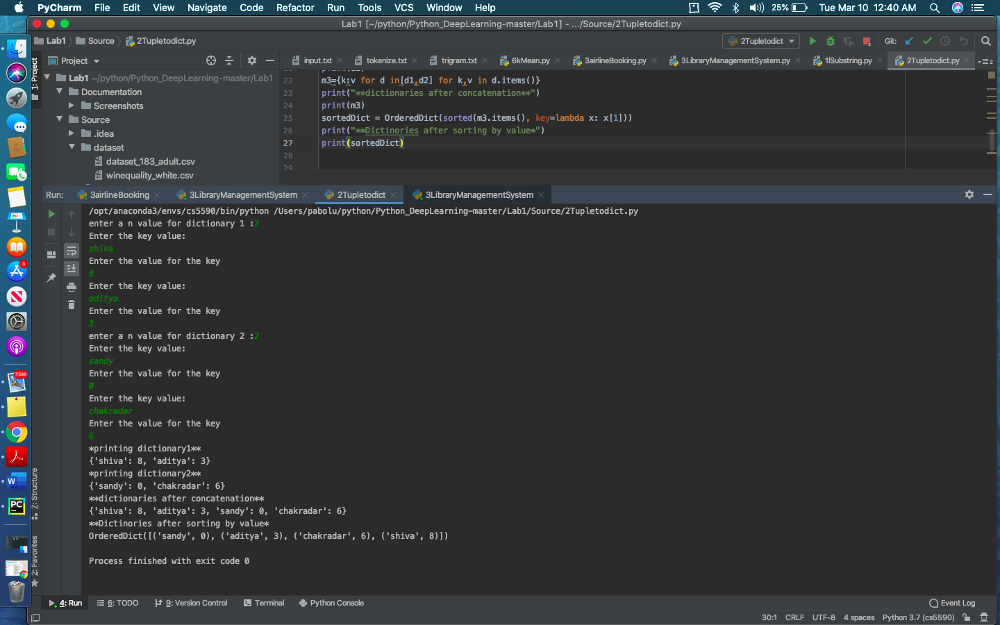 PyCharm File Edit View Navigate Code Refactor Run Tools VCS Window Help 25% Tue Mar 10 12:40 AM
Lab1 [~/python/Python_DeepLearning-master/Lab1] - .../Source/2Tupletodict.py
Lab1 Source 2Tupletodict.py 2Tupletodict Git:
Project input.txt tokenize.txt trigram.txt 6kMean.py 3airlineBooking.py 3LibraryManagementSystem.py 1lSubstring.py 2Tupletodict.py 2
1: Project
Lab1 ~/python/Python_DeepLearning-master/Lab1
Documentation
Screenshots
Source
.idea
dataset
dataset_183_adult.csv
winequality_white.csv
22 m3={k:v for d in[d1,d2] for k,v in d.items()}
23 print("**dictionaries after concatenation**")
24 print(m3)
25 sortedDict = OrderedDict(sorted(m3.items(), key=lambda x: x[1]))
26 print("**Dictinories after sorting by value*")
27 print(sortedDict)
28
29
Run: 3airlineBooking 3LibraryManagementSystem 2Tupletodict 3LibraryManagementSystem
/opt/anaconda3/envs/cs5590/bin/python /Users/pabolu/python/Python_DeepLearning-master/Lab1/Source/2Tupletodict.py
enter a n value for dictionary 1 :2
Enter the key value:
shiva
Enter the value for the key
8
Enter the key value:
aditya
Enter the value for the key
3
enter a n value for dictionary 2 :2
Enter the key value:
sandy
Enter the value for the key
0
Enter the key value:
chakradar
Enter the value for the key
6
*printing dictionary1**
{'shiva': 8, 'aditya': 3}
*printing dictionary2**
{'sandy': 0, 'chakradar': 6}
**dictionaries after concatenation**
{'shiva': 8, 'aditya': 3, 'sandy': 0, 'chakradar': 6}
**Dictinories after sorting by value*
OrderedDict([('sandy', 0), ('aditya', 3), ('chakradar', 6), ('shiva', 8)])
Process finished with exit code 0
3
7,548
W
PC
7: Structure
2: Favorites
4: Run 6: TODO 9: Version Control Terminal Python Console Event Log
30:1 CRLF UTF-8 4 spaces Python 3.7 (cs5590)